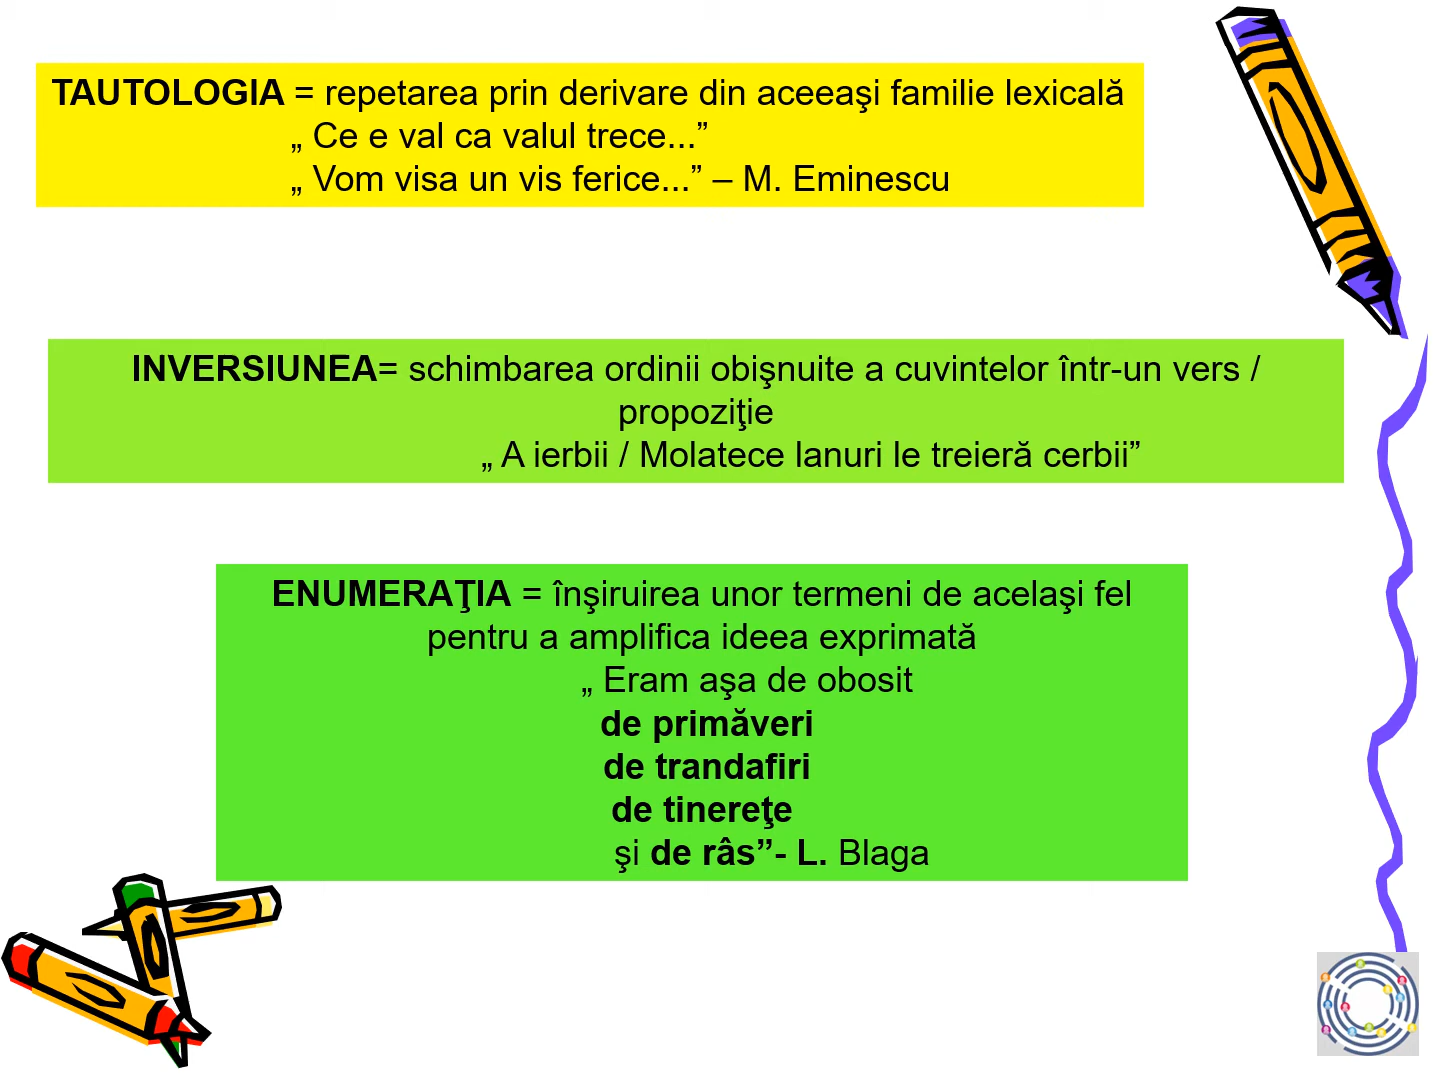 TAUTOLOGIA = repetarea prin derivare din aceeaşi familie lexicală
„ Ce e val ca valul trece...”
„ Vom visa un vis ferice...” – M. Eminescu
INVERSIUNEA= schimbarea ordinii obişnuite a cuvintelor într-un vers /
propoziţie
„ A ierbii / Molatece lanuri le treieră cerbii”
ENUMERAŢIA = înşiruirea unor termeni de acelaşi fel
pentru a amplifica ideea exprimată
„ Eram aşa de obosit
de primăveri
de trandafiri
de tinereţe
şi de râs”- L. Blaga